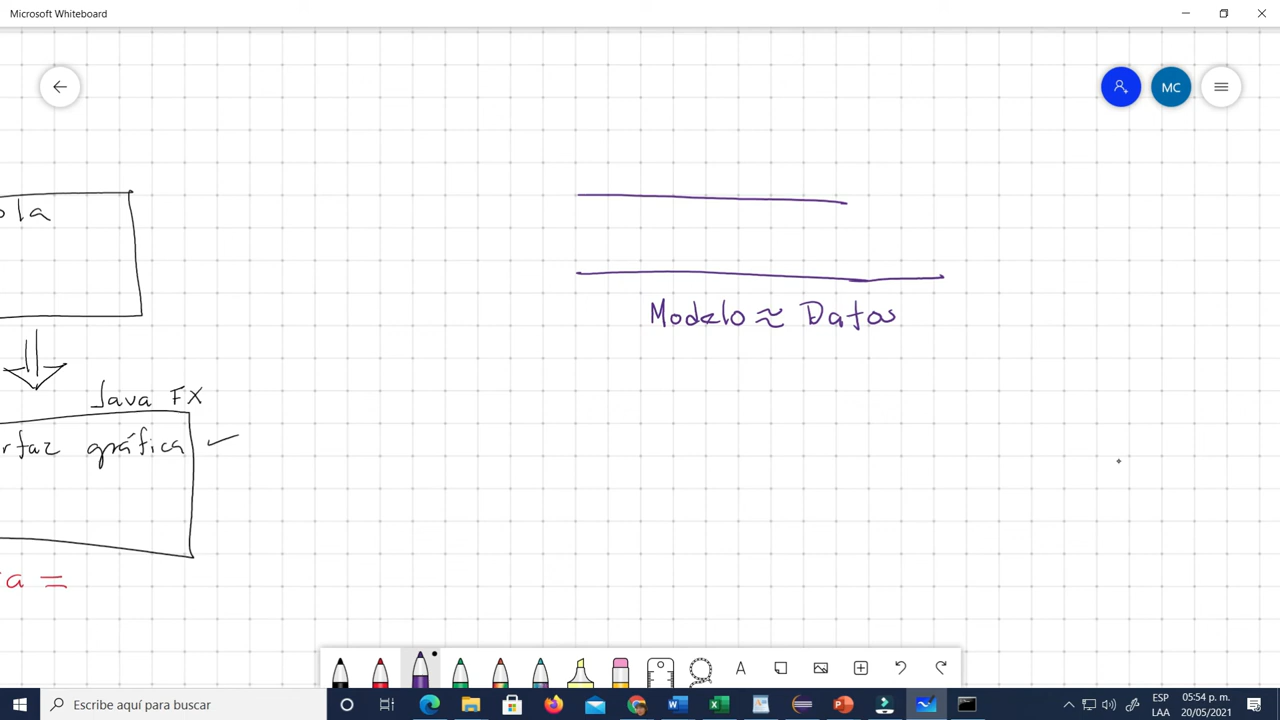 Microsoft Whiteboard
MC
ola
Modelo ≈ Datos
Java FX
rfaz gráfica ✓
a =
A
Escribe aquí para buscar
ESP
LAA
05:54 p. m.
20/05/2021